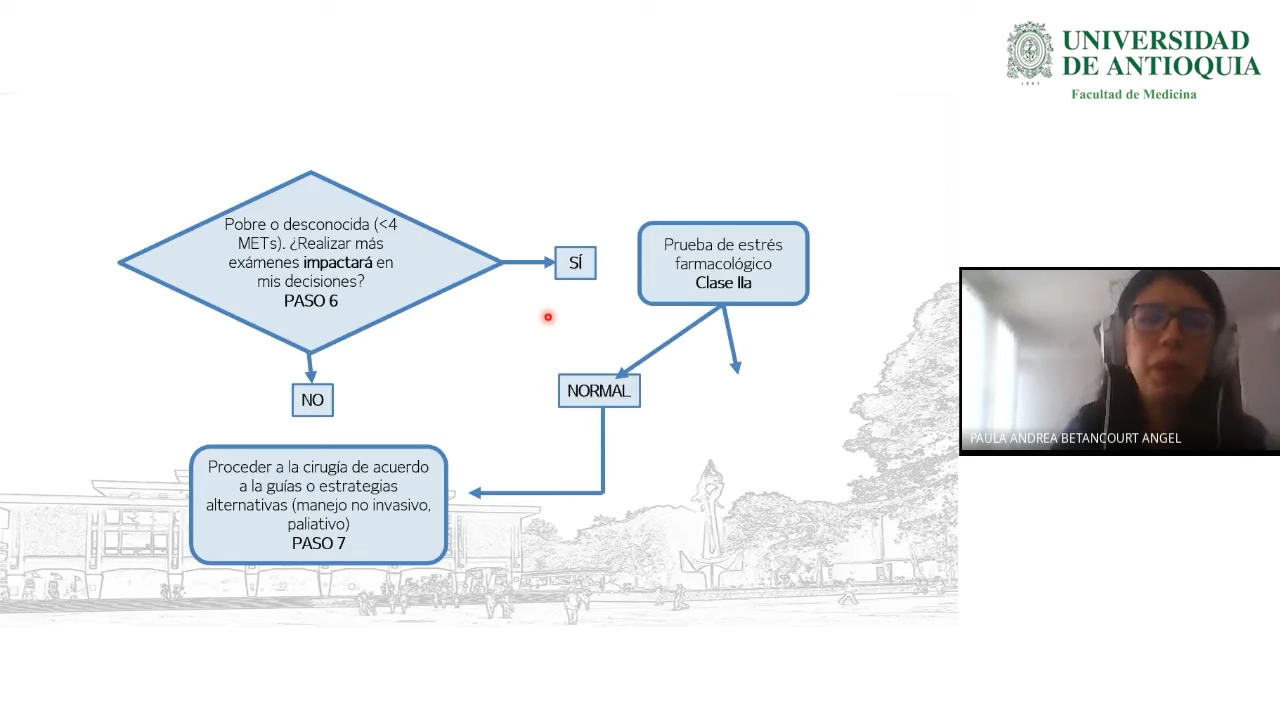 UNIVERSIDAD
DE ANTIOQUIA
1803
Facultad de Medicina
Pobre o desconocida (<4
METs). ¿Realizar más
exámenes impactará en
mis decisiones?
PASO 6
SÍ
Prueba de estrés
farmacológico
Clase IIa
NO
NORMAL
Proceder a la cirugía de acuerdo
a la guías o estrategias
alternativas (manejo no invasivo,
paliativo)
PASO 7
PAULA ANDREA BETANCOURT ANGEL